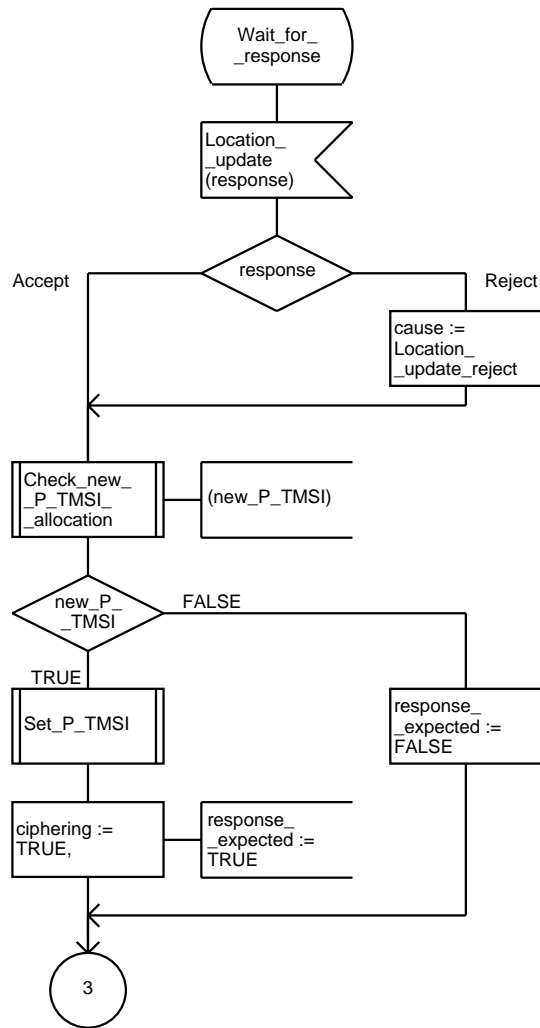 Wait_for_
_response
Location_
_update
(response)
response
Accept
Reject
cause :=
Location_
_update_reject
Check_new_
_P_TMSI_
_allocation
(new_P_TMSI)
new_P_
_TMSI
FALSE
TRUE
Set_P_TMSI
response_
_expected :=
FALSE
ciphering :=
TRUE,
response_
_expected :=
TRUE
3